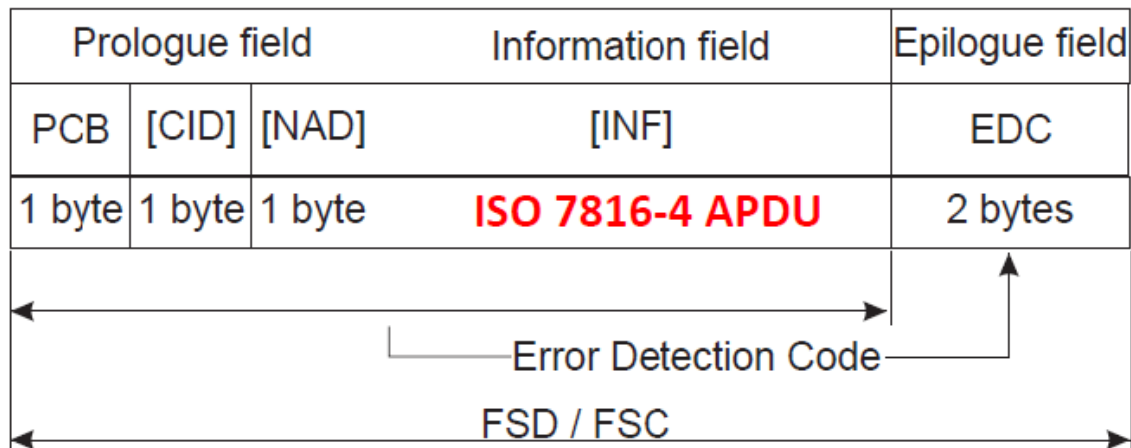 Prologue field Information field Epilogue field
PCB [CID] [NAD] [INF] EDC
1 byte 1 byte 1 byte ISO 7816-4 APDU 2 bytes
Error Detection Code
FSD / FSC